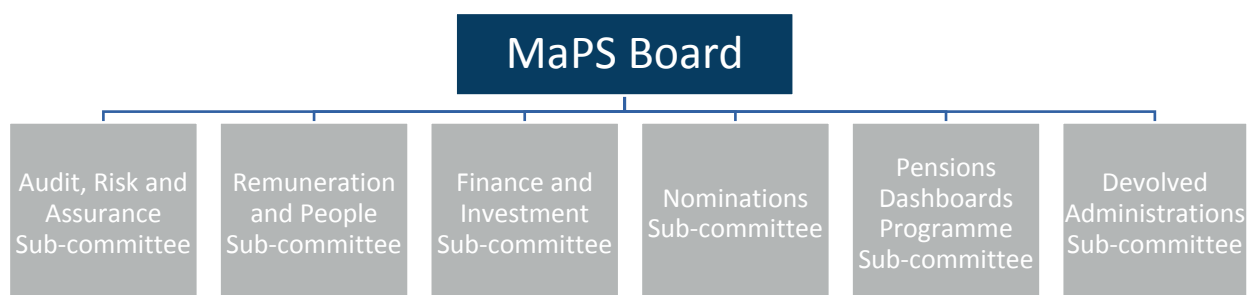 MaPS Board
Audit, Risk and
Assurance
Sub-committee
Remuneration
and People
Sub-committee
Finance and
Investment
Sub-committee
Nominations
Sub-committee
Pensions
Dashboards
Programme
Sub-committee
Devolved
Administrations
Sub-committee